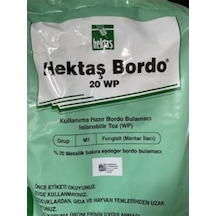 hektaş
Hektaş Bordo®
20 WP
Kullanıma Hazır Bordo Bulamacı
Islanabilir Toz (WP)
Grup M1 Fungisit (Mantar İlacı)
% 20 Metalik bakıra eşdeğer bordo bulamacı
ÖNCE ETİKETİ OKUYUNUZ.
ÇOCUKLARDAN, GIDA VE HAYVAN YEMLERİNDEN UZAK